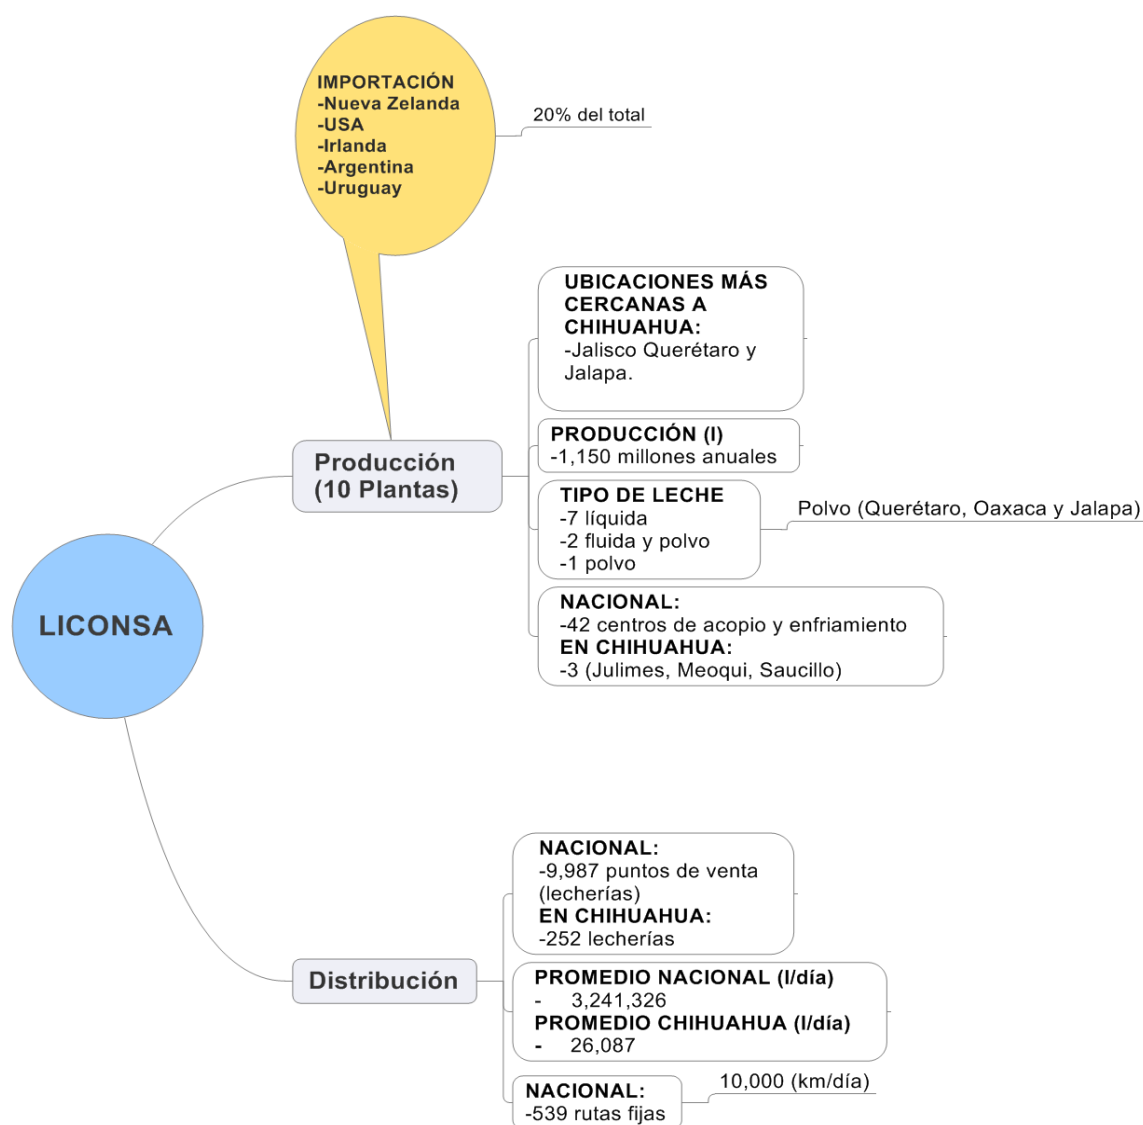 IMPORTACIÓN
-Nueva Zelanda
-USA
-Irlanda
-Argentina
-Uruguay
20% del total
UBICACIONES MÁS
CERCANAS A
CHIHUAHUA:
-Jalisco Querétaro y
Jalapa.
PRODUCCIÓN (l)
-1,150 millones anuales
Producción
(10 Plantas)
TIPO DE LECHE
-7 líquida
-2 fluida y polvo
-1 polvo
Polvo (Querétaro, Oaxaca y Jalapa)
NACIONAL:
-42 centros de acopio y enfriamiento
EN CHIHUAHUA:
-3 (Julimes, Meoqui, Saucillo)
LICONSA
NACIONAL:
-9,987 puntos de venta
(lecherías)
EN CHIHUAHUA:
-252 lecherías
Distribución
PROMEDIO NACIONAL (l/día)
- 3,241,326
PROMEDIO CHIHUAHUA (l/día)
- 26,087
NACIONAL:
-539 rutas fijas
10,000 (km/día)